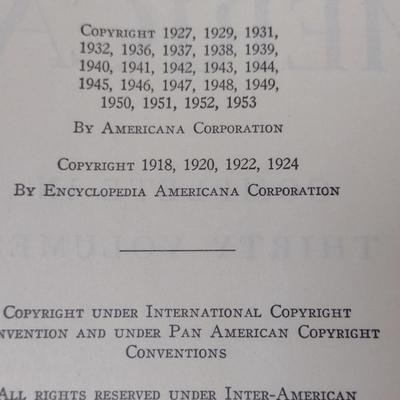 COPYRIGHT 1927, 1929, 1931,
1932, 1936, 1937, 1938, 1939,
1940, 1941, 1942, 1943, 1944,
1945, 1946, 1947, 1948, 1949,
1950, 1951, 1952, 1953
BY AMERICANA CORPORATION
COPYRIGHT 1918, 1920, 1922, 1924
BY ENCYCLOPEDIA AMERICANA CORPORATION
COPYRIGHT UNDER INTERNATIONAL COPYRIGHT
NVENTION AND UNDER PAN AMERICAN COPYRIGHT
CONVENTIONS
ALL RIGHTS RESERVED UNDER INTER-AMERICAN